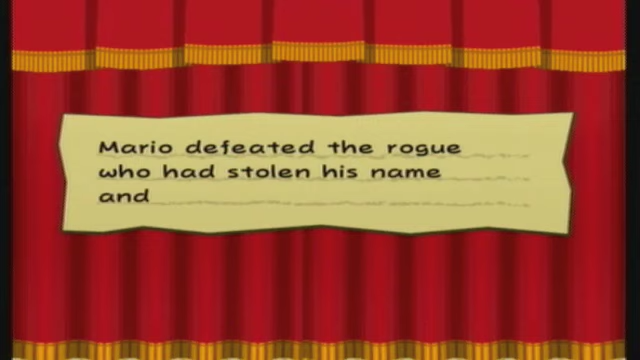 Mario defeated the rogue
who had stolen his name
and